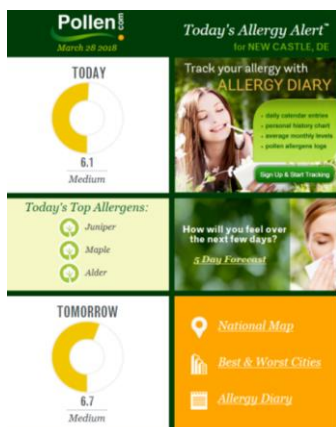 Pollen.com
March 28 2018
Today's Allergy Alert™
for NEW CASTLE, DE
TODAY
6.1
Medium
Track your allergy with
ALLERGY DIARY
daily calendar entries
personal history chart
average monthly levels
pollen allergens logs
Sign Up & Start Tracking
Today's Top Allergens:
Juniper
Maple
Alder
How will you feel over
the next few days?
5 Day Forecast
TOMORROW
6.7
Medium
National Map
Best & Worst Cities
Allergy Diary